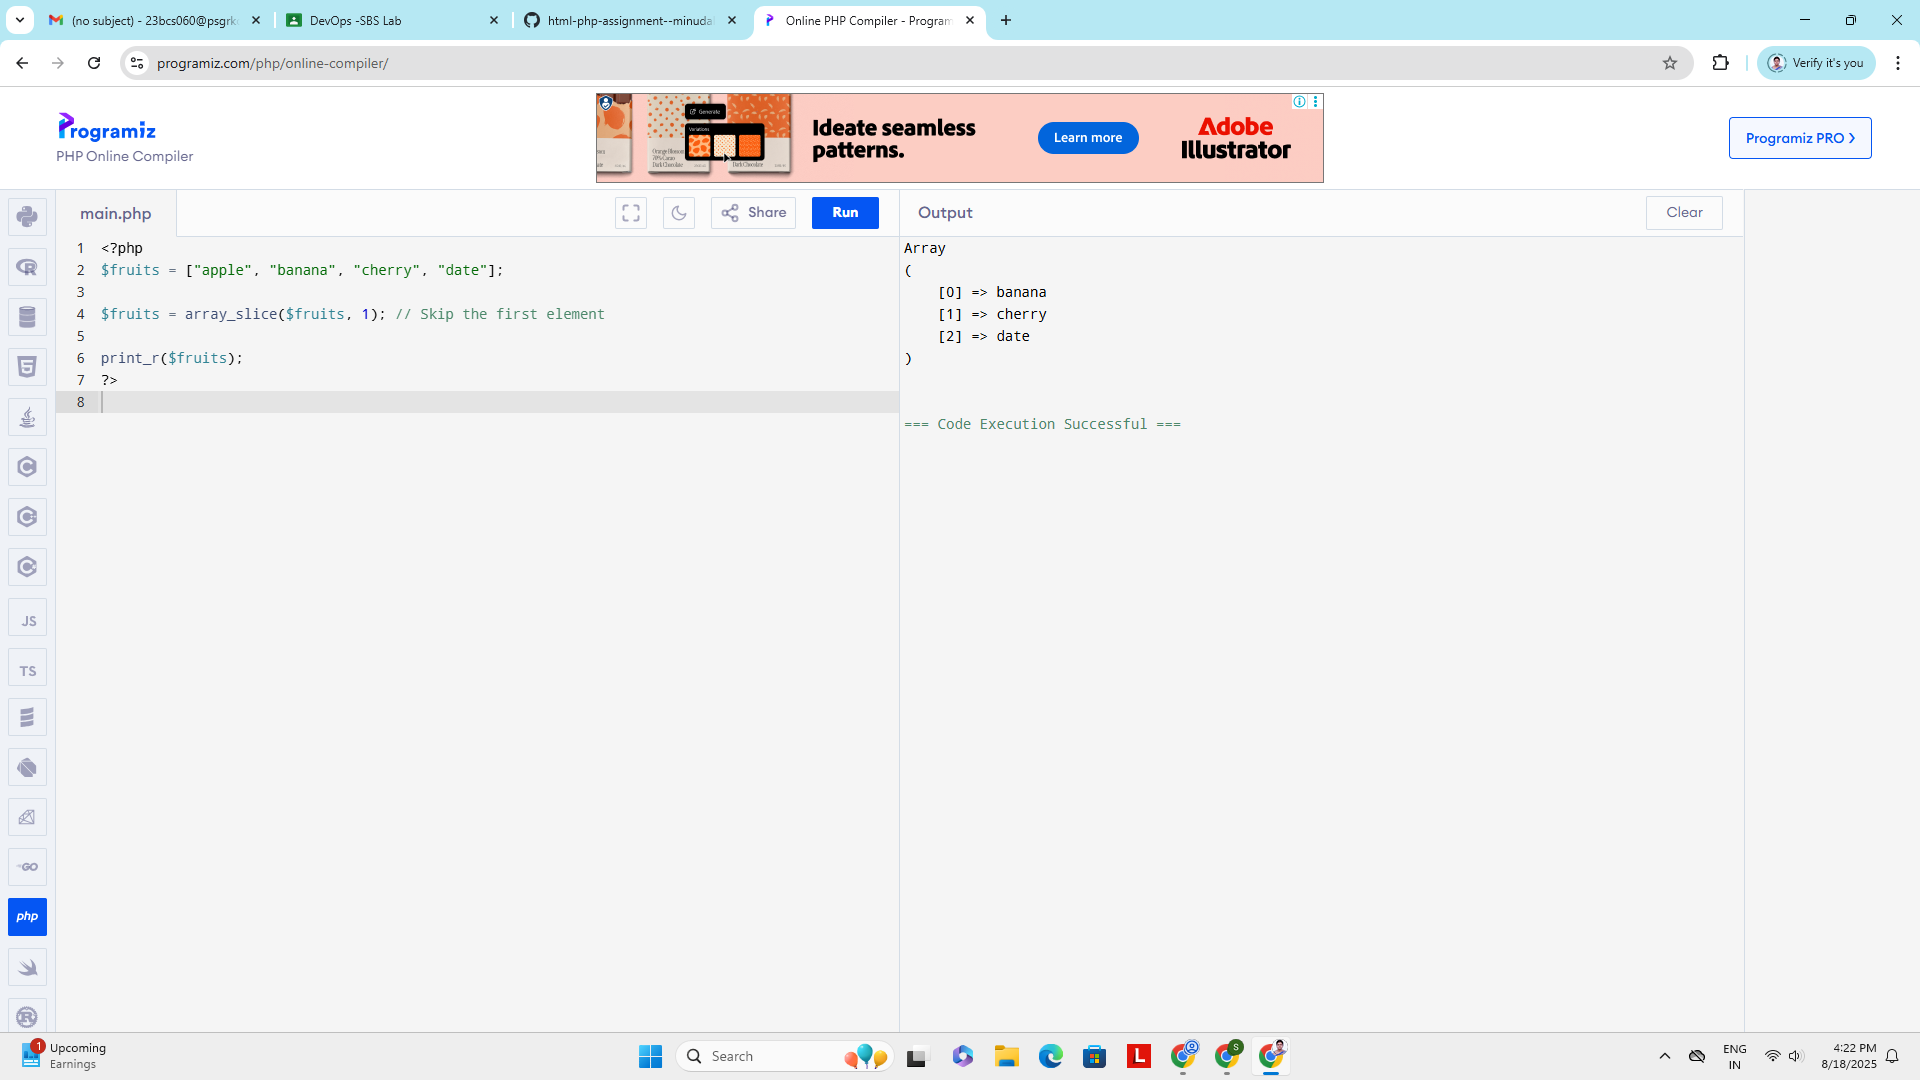 (no subject) - 23bcs060@psgrk
DevOps -SBS Lab
html-php-assignment--minuda
Online PHP Compiler - Program
programiz.com/php/online-compiler/
Verify it's you
Programiz
PHP Online Compiler
Generate
Variations
Ideate seamless
patterns.
Learn more
Adobe
Illustrator
Programiz PRO
main.php
Share
Run
Output
Clear
1 <?php
2 $fruits = ["apple", "banana", "cherry", "date"];
3
4 $fruits = array_slice($fruits, 1); // Skip the first element
5
6 print_r($fruits);
7 ?>
8
Array
(
[0] => banana
[1] => cherry
[2] => date
)
=== Code Execution Successful ===
JS
TS
GO
php
1
Upcoming
Earnings
Search
L
S
ENG
IN
4:22 PM
8/18/2025